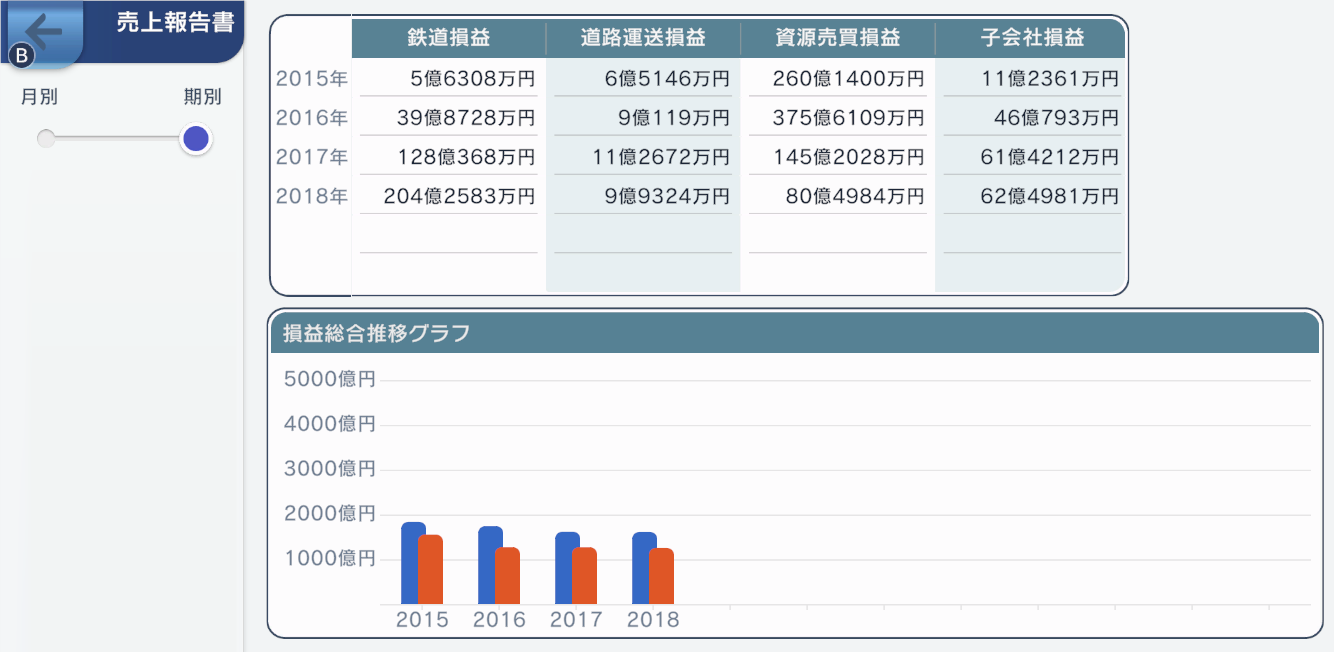 売上報告書
B
月別 期別
鉄道損益 道路運送損益 資源売買損益 子会社損益
2015年 5億6308万円 6億5146万円 260億1400万円 11億2361万円
2016年 39億8728万円 9億119万円 375億6109万円 46億793万円
2017年 128億368万円 11億2672万円 145億2028万円 61億4212万円
2018年 204億2583万円 9億9324万円 80億4984万円 62億4981万円
損益総合推移グラフ
5000億円
4000億円
3000億円
2000億円
1000億円
2015 2016 2017 2018